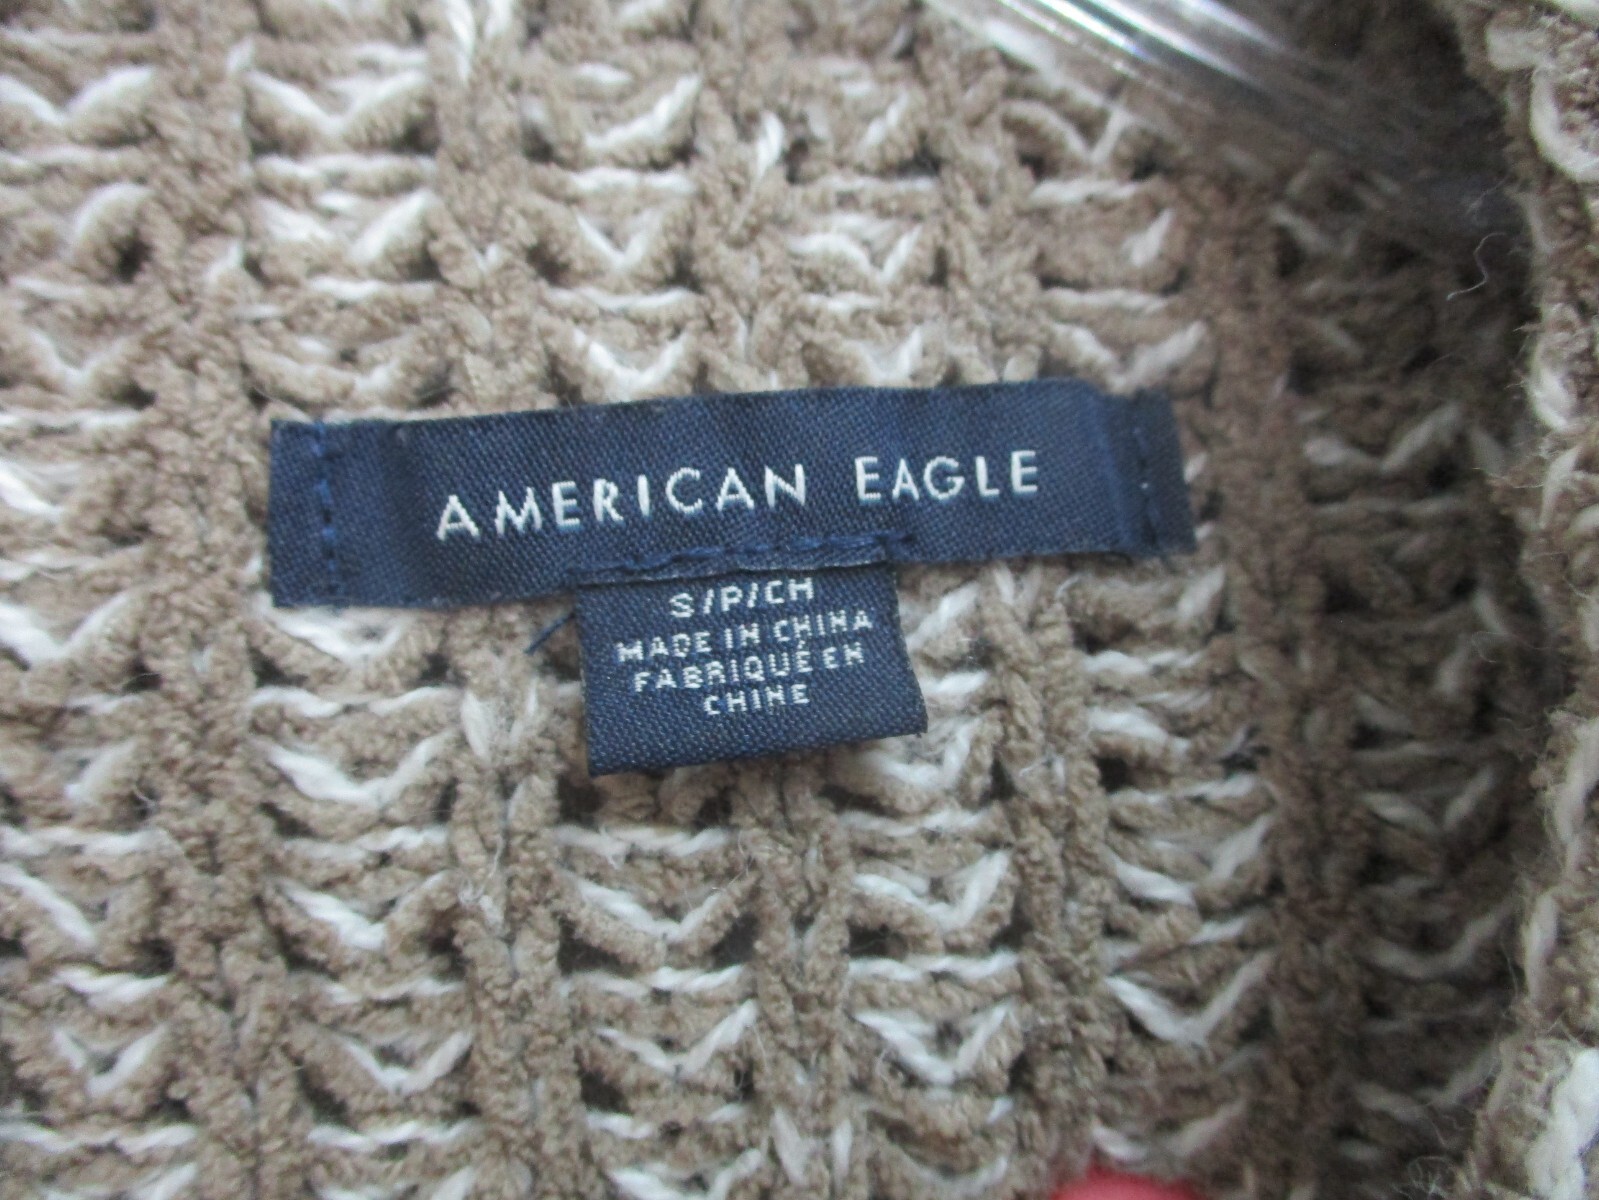 AMERICAN EAGLE
S/P/CH
MADE IN CHINA
FABRIQUÉ EN
CHINE